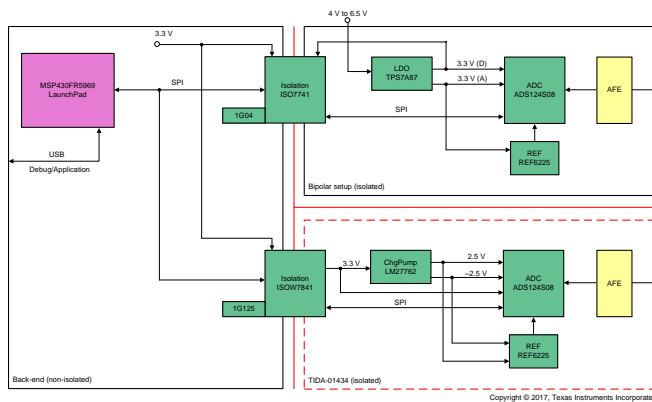 4 V to 6.5 V
3.3 V
MSP430FR5969
LaunchPad
SPI
Isolation
ISO7741
1G04
LDO
TPS7A87
3.3 V (D)
3.3 V (A)
SPI
ADC
ADS124S08
AFE
REF
REF6225
USB
Debug/Application
Bipolar setup (isolated)
Isolation
ISOW7841
1G125
3.3 V
ChgPump
LM27762
2.5 V
–2.5 V
SPI
ADC
ADS124S08
AFE
REF
REF6225
Back-end (non-isolated)
TIDA-01434 (isolated)
Copyright © 2017, Texas Instruments Incorporate